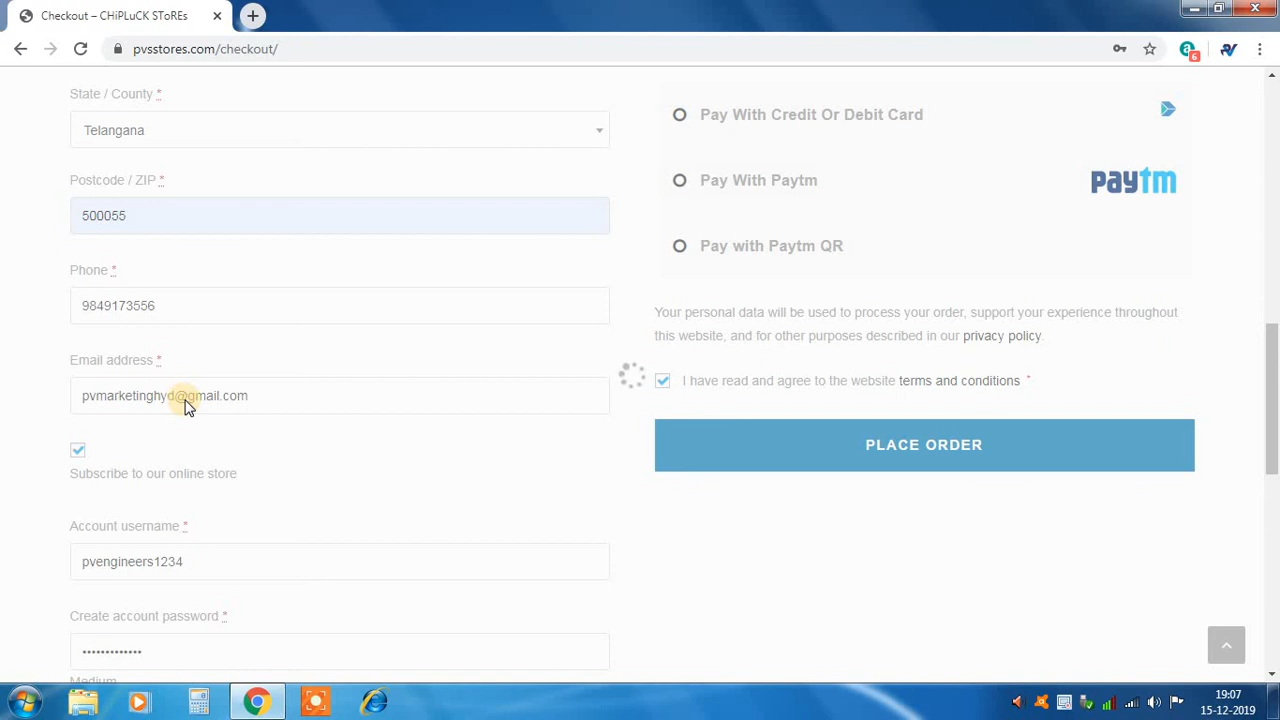 Checkout – CHiPLuCK SToREs
pvsstores.com/checkout/
6
State / County *
Telangana
Postcode / ZIP *
500055
Phone *
9849173556
Email address *
pvmarketinghyd@gmail.com
Subscribe to our online store
Account username *
pvengineers1234
Create account password *
•••••••••••••
Medium
Pay With Credit Or Debit Card
Pay With Paytm
paytm
Pay with Paytm QR
Your personal data will be used to process your order, support your experience throughout
this website, and for other purposes described in our privacy policy.
I have read and agree to the website terms and conditions *
PLACE ORDER
19:07
15-12-2019